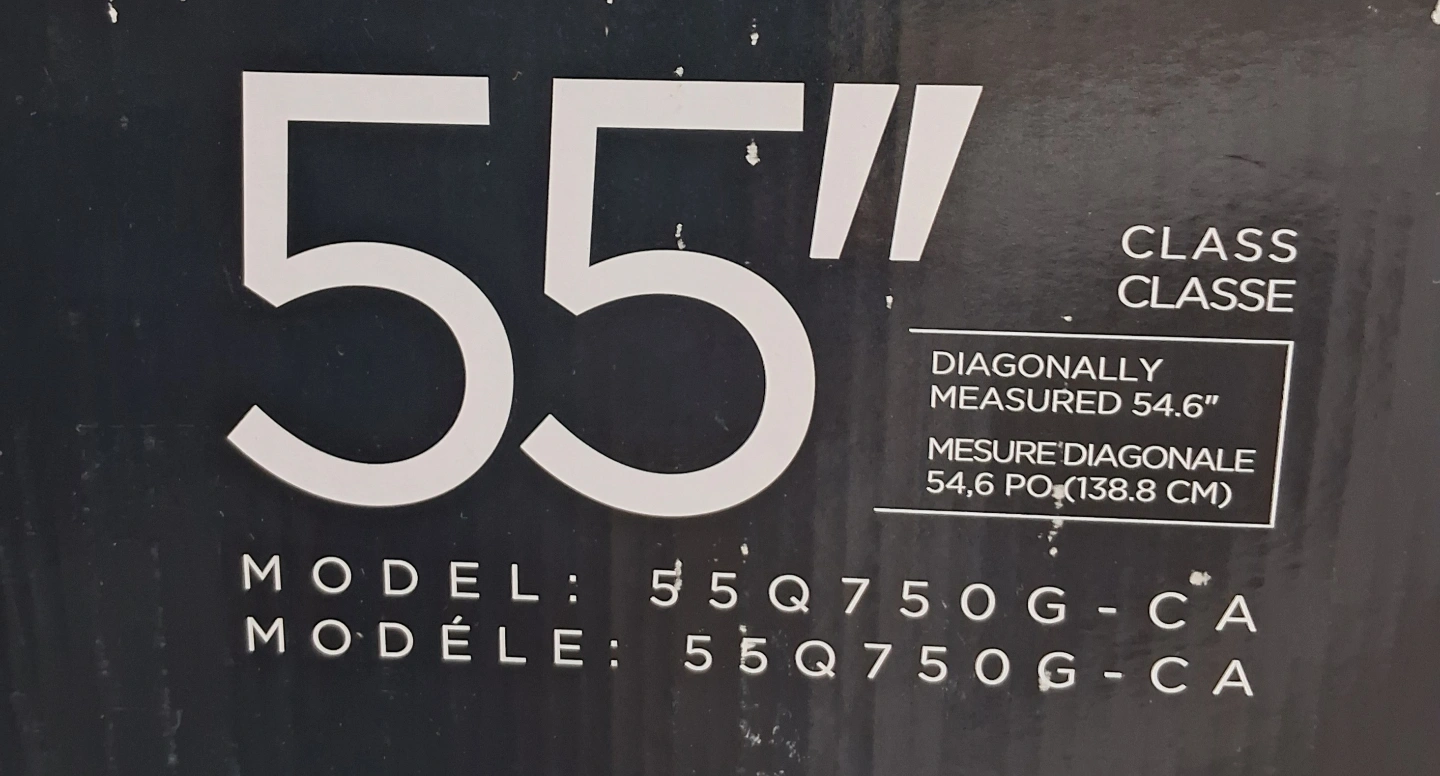 55"
CLASS
CLASSE
DIAGONALLY
MEASURED 54.6"
MESURE DIAGONALE
54,6 PO (138.8 CM)
MODEL: 55Q750G-CA
MODÉLE: 55Q750G-CA